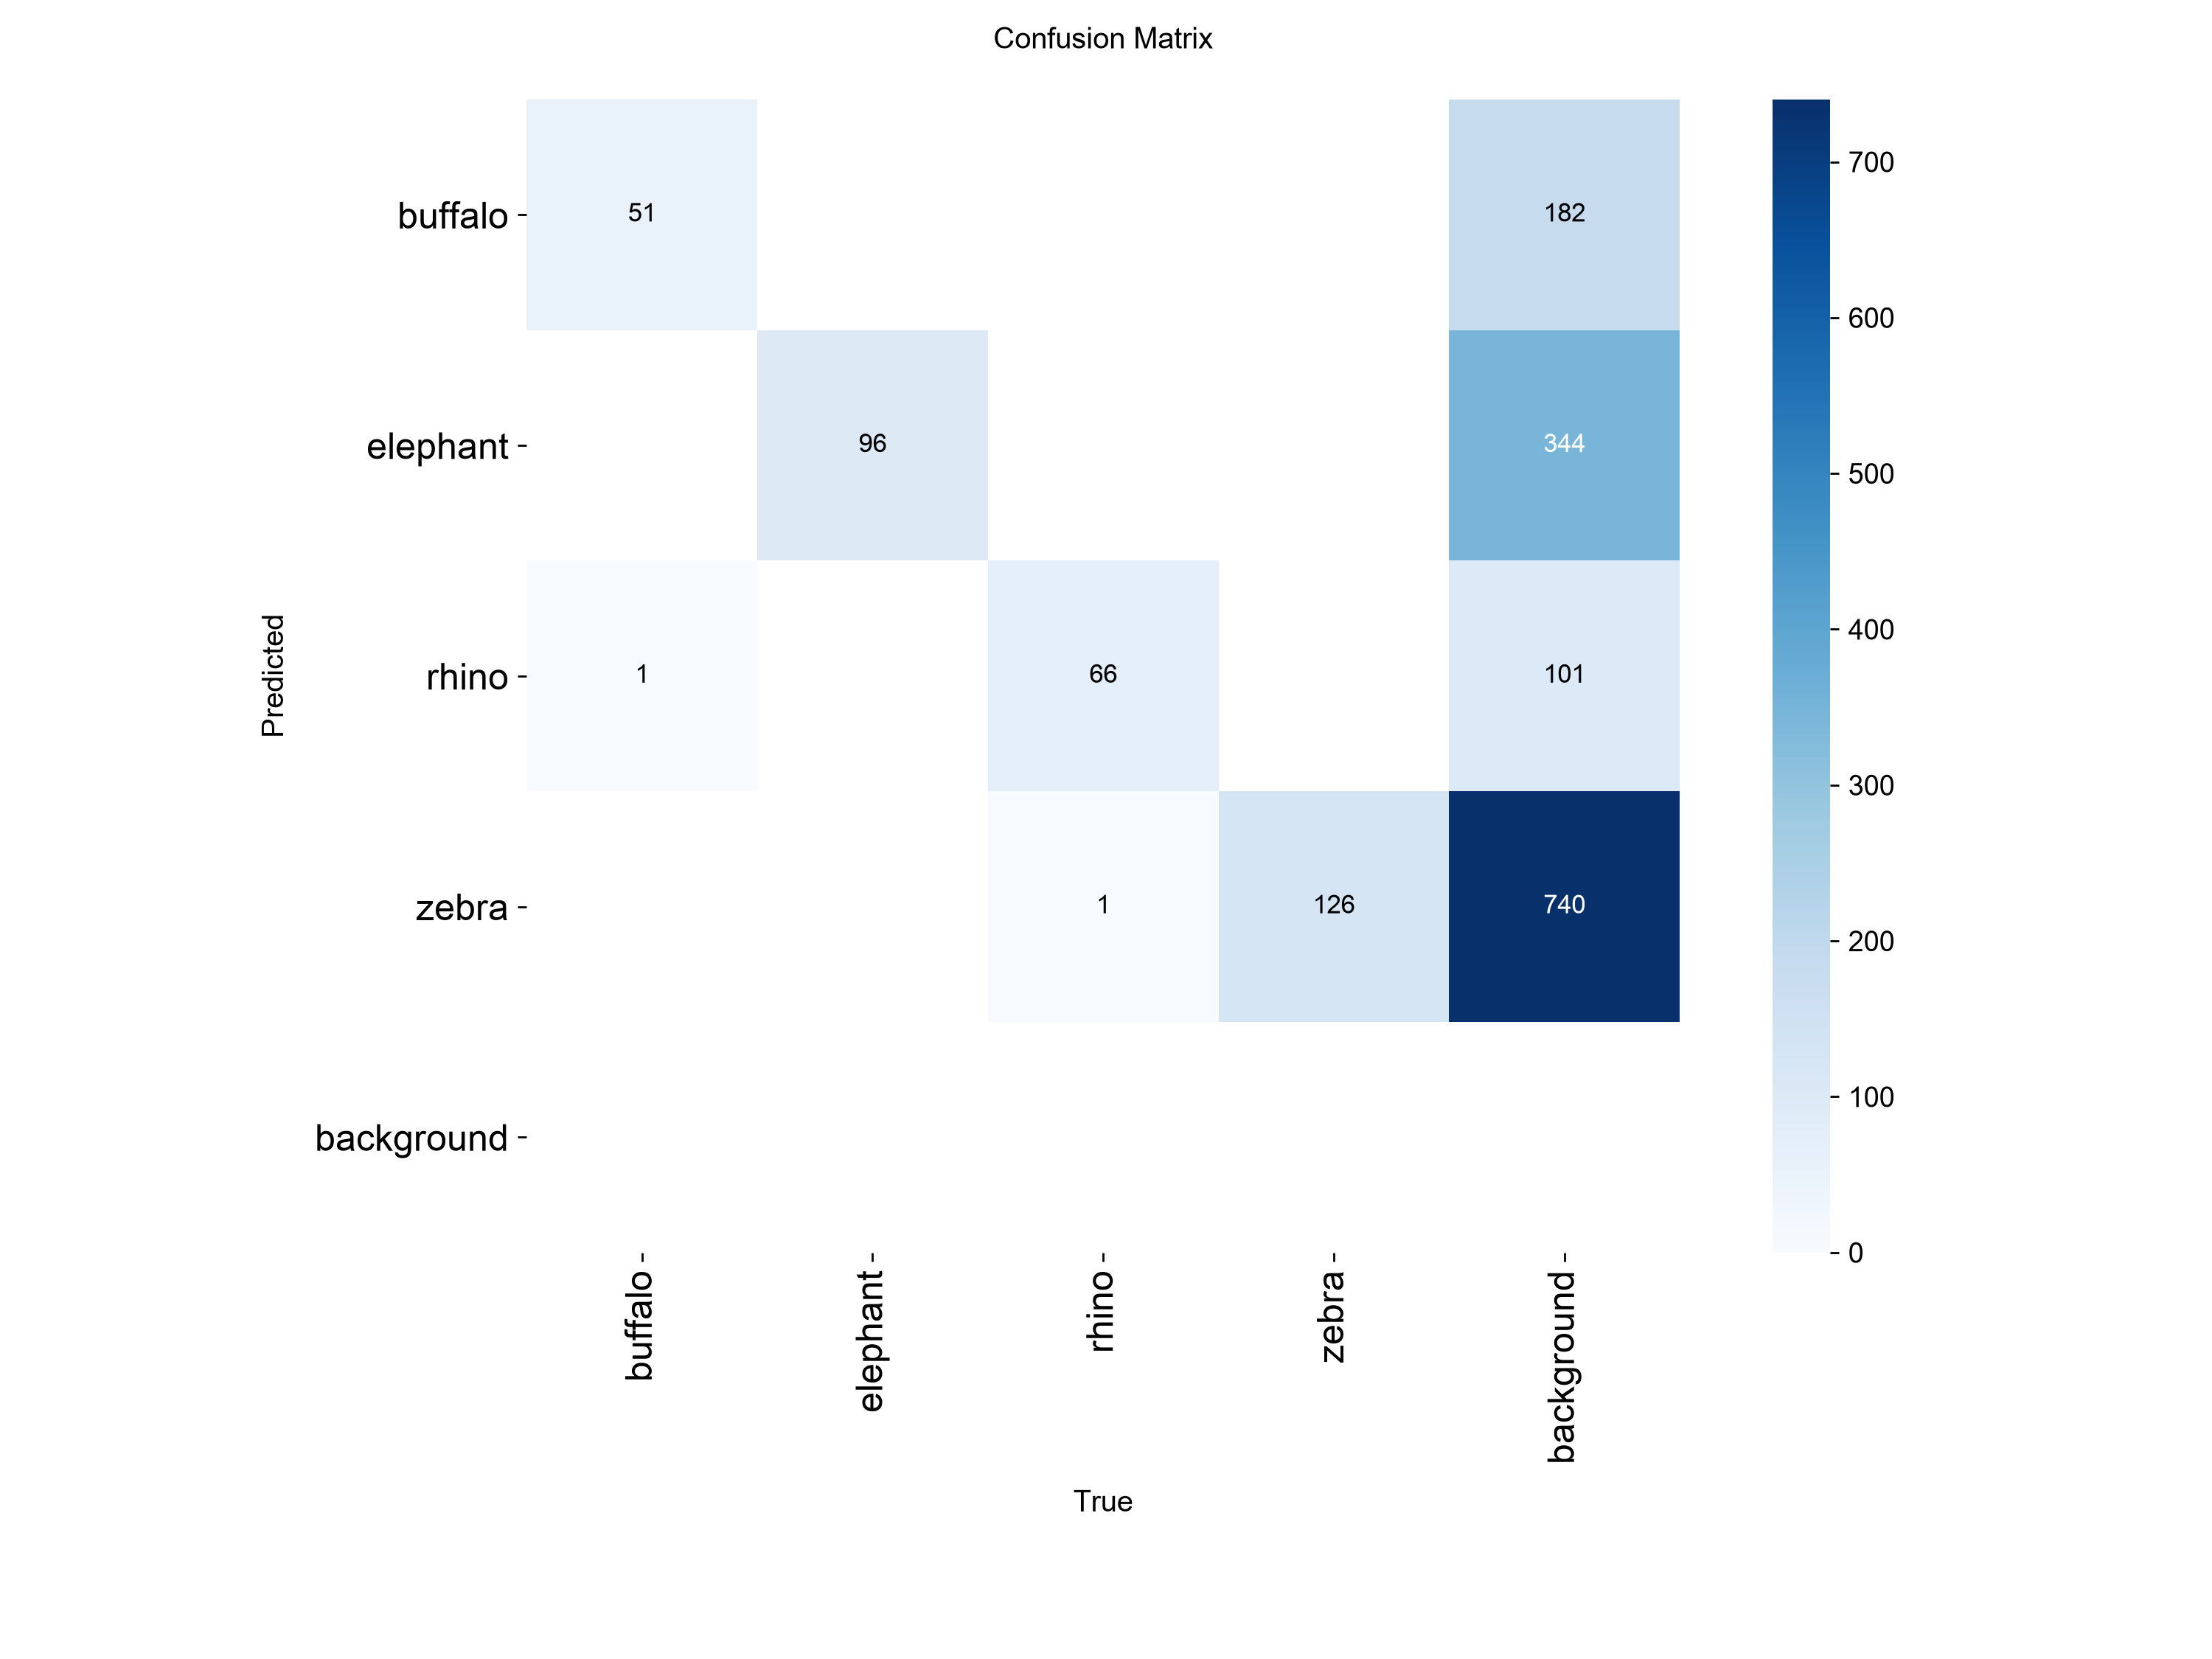 Confusion Matrix
buffalo
51
182
700
600
elephant
96
344
500
400
Predicted
rhino
1
66
101
300
zebra
1
126
740
200
100
background
0
buffalo
elephant
rhino
zebra
background
True